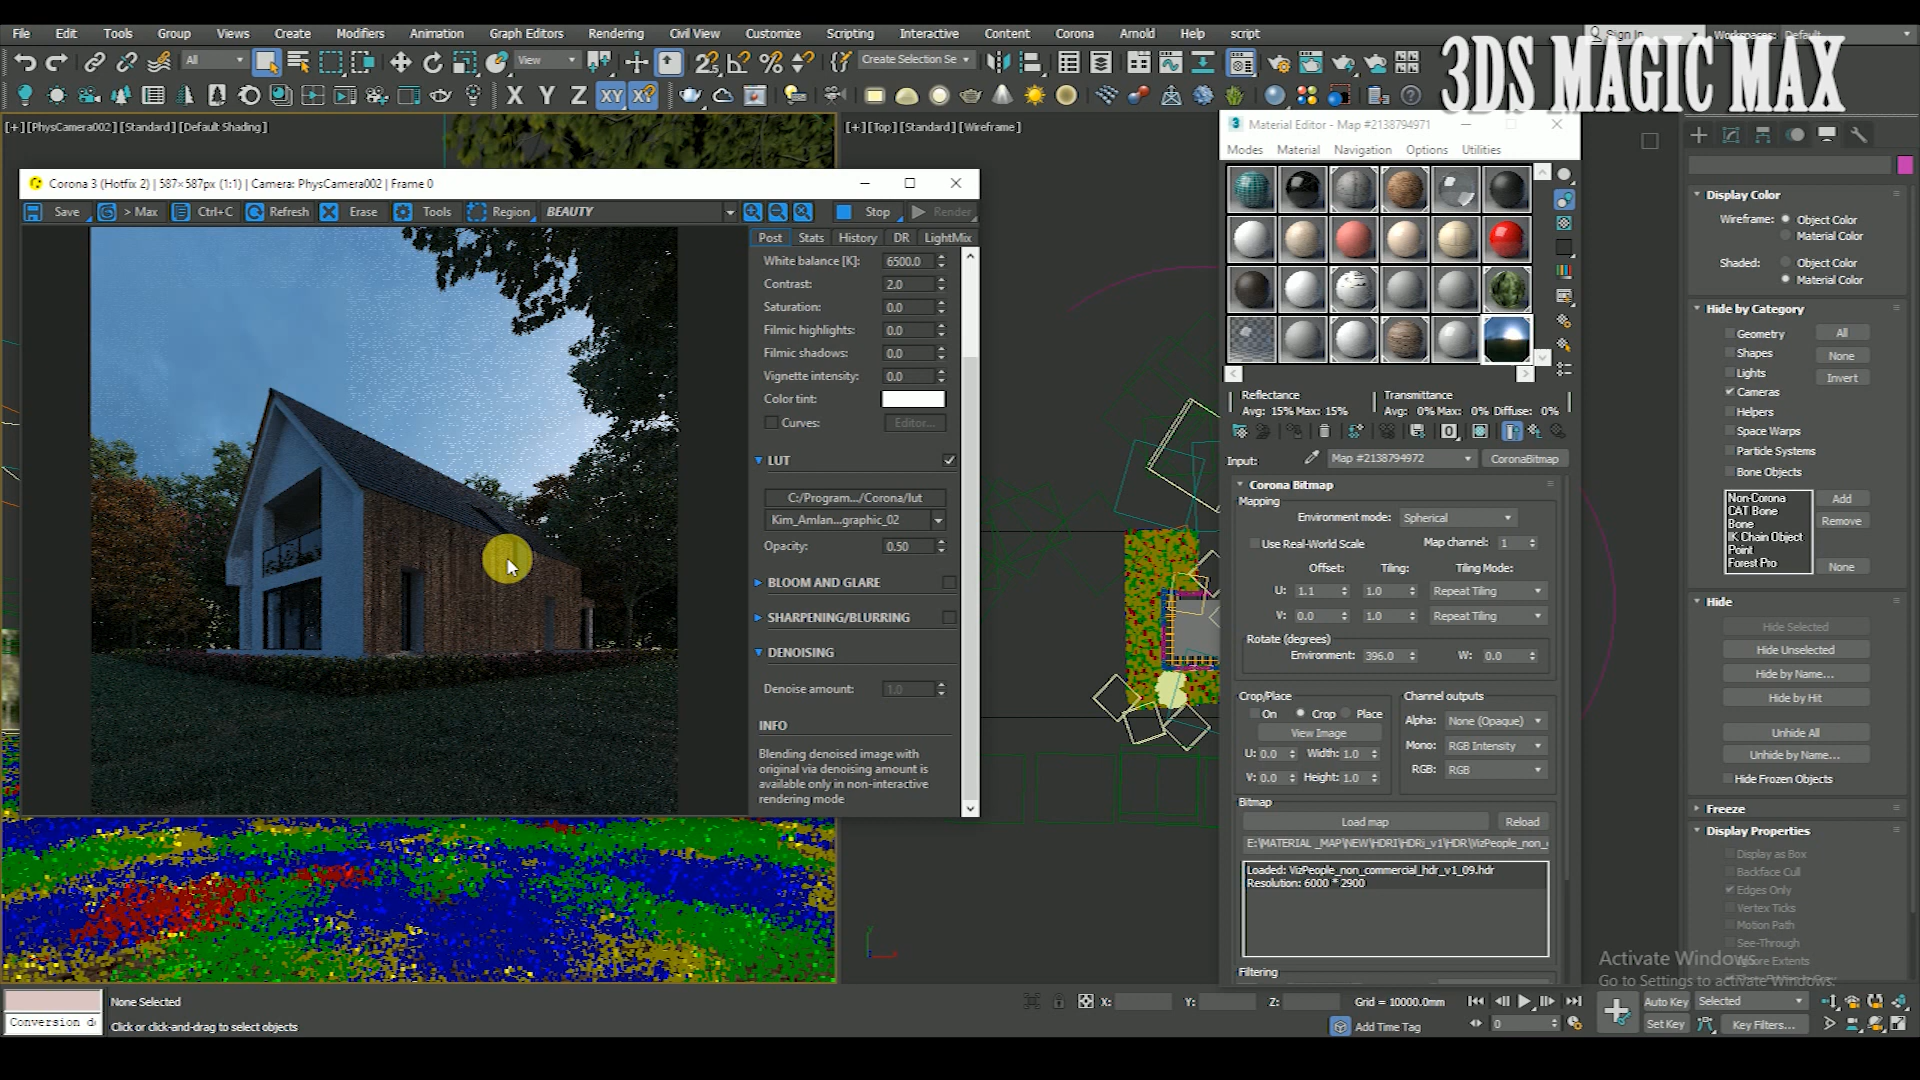 File Edit Tools Group Views Create Modifiers Animation Graph Editors Rendering Civil View Customize Scripting Interactive Content Corona Arnold Help script
Sign In Workspaces: Default
3DS MAGIC MAX
All View Create Selection Se
X Y Z XY
[+] [PhysCamera002] [Standard] [Default Shading]
[+] [Top] [Standard] [Wireframe]
Corona 3 (Hotfix 2) | 587×587px (1:1) | Camera: PhysCamera002 | Frame 0
Save > Max Ctrl+C Refresh Erase Tools Region BEAUTY Stop Render
Post Stats History DR LightMix
White balance [K]: 6500.0
Contrast: 2.0
Saturation: 0.0
Filmic highlights: 0.0
Filmic shadows: 0.0
Vignette intensity: 0.0
Color tint:
Curves: Editor...
LUT
C:/Program.../Corona/lut
Kim_Amlan...graphic_02
Opacity: 0.50
BLOOM AND GLARE
SHARPENING/BLURRING
DENOISING
Denoise amount: 1.0
INFO
Blending denoised image with
original via denoising amount is
available only in non-interactive
rendering mode
Material Editor - Map #2138794971
Modes Material Navigation Options Utilities
Reflectance Transmittance
Avg: 15% Max: 15% Avg: 0% Max: 0% Diffuse: 0%
Input: Map #2138794972 CoronaBitmap
Corona Bitmap
Mapping
Environment mode: Spherical
Use Real-World Scale Map channel: 1
Offset: Tiling: Tiling Mode:
U: 1.1 1.0 Repeat Tiling
V: 0.0 1.0 Repeat Tiling
Rotate (degrees)
Environment: 396.0 W: 0.0
Crop/Place Channel outputs
On Crop Place Alpha: None (Opaque)
View Image
U: 0.0 Width: 1.0 Mono: RGB Intensity
V: 0.0 Height: 1.0 RGB: RGB
Bitmap
Load map Reload
E:\MATERIAL _MAP\NEW\HDRI\HDRi_v1\HDR\VizPeople_non_
Loaded: VizPeople_non_commercial_hdr_v1_09.hdr
Resolution: 6000 * 2900
Filtering
Display Color
Wireframe: Object Color
Material Color
Shaded: Object Color
Material Color
Hide by Category
Geometry All
Shapes None
Lights Invert
Cameras
Helpers
Space Warps
Particle Systems
Bone Objects
Non-Corona Add
CAT Bone Remove
Bone
IK Chain Object
Point
Forest Pro None
Hide
Hide Selected
Hide Unselected
Hide by Name...
Hide by Hit
Unhide All
Unhide by Name...
Hide Frozen Objects
Freeze
Display Properties
Display as Box
Backface Cull
Edges Only
Vertex Ticks
Motion Path
See-Through
Extents
Activate Windows
Go to Settings to activate Windows.
None Selected
Conversion d
Click or click-and-drag to select objects
X: Y: Z: Grid = 10000.0mm
Add Time Tag
0
Auto Key Selected
Set Key Key Filters...